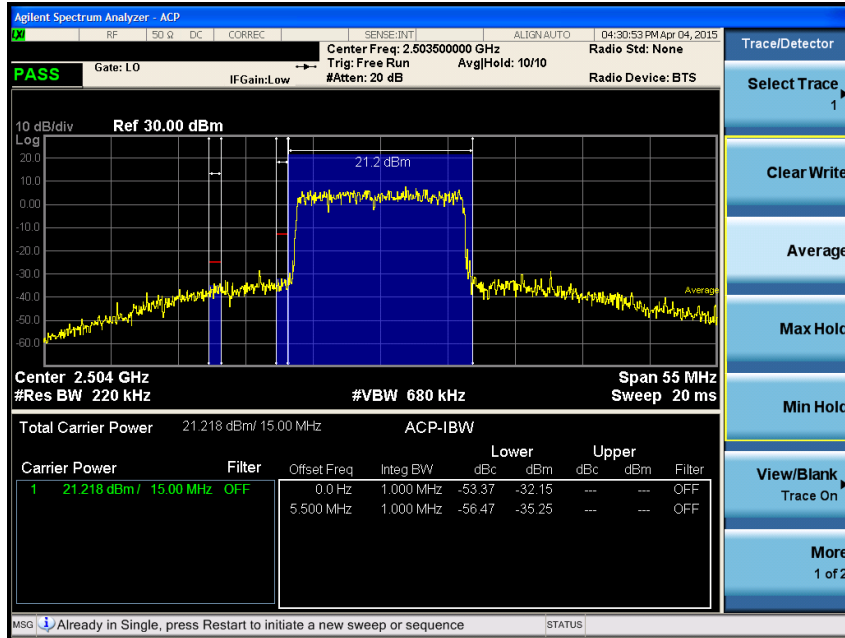 Agilent Spectrum Analyzer - ACP
RF 50 Ω DC CORREC SENSE:INT ALIGN AUTO 04:30:53 PM Apr 04, 2015
Center Freq: 2.503500000 GHz Radio Std: None
PASS Gate: LO Trig: Free Run Avg|Hold: 10/10
IFGain:Low #Atten: 20 dB Radio Device: BTS
10 dB/div Ref 30.00 dBm
Log
20.0
10.0
0.00
-10.0
-20.0
-30.0
-40.0
-50.0
-60.0
21.2 dBm
Average
Center 2.504 GHz Span 55 MHz
#Res BW 220 kHz #VBW 680 kHz Sweep 20 ms
Total Carrier Power 21.218 dBm/ 15.00 MHz ACP-IBW
Lower Upper
Carrier Power Filter Offset Freq Integ BW dBc dBm dBc dBm Filter
1 21.218 dBm / 15.00 MHz OFF 0.0 Hz 1.000 MHz -53.37 -32.15 --- --- OFF
5.500 MHz 1.000 MHz -56.47 -35.25 --- --- OFF
MSG Already in Single, press Restart to initiate a new sweep or sequence STATUS
Trace/Detector
Select Trace
1
Clear Write
Average
Max Hold
Min Hold
View/Blank
Trace On
More
1 of 2